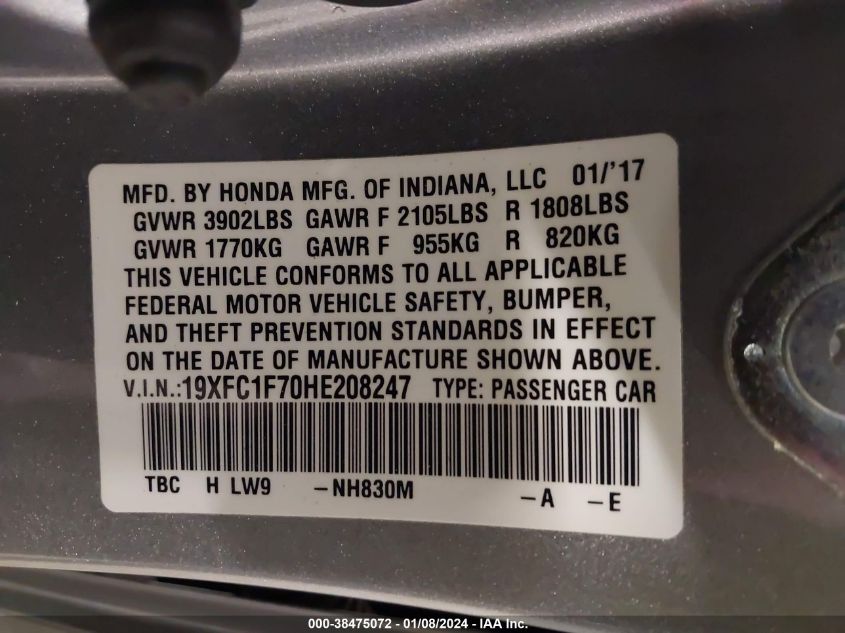 MFD. BY HONDA MFG. OF INDIANA, LLC 01/'17
GVWR 3902LBS GAWR F 2105LBS R 1808LBS
GVWR 1770KG GAWR F 955KG R 820KG
THIS VEHICLE CONFORMS TO ALL APPLICABLE
FEDERAL MOTOR VEHICLE SAFETY, BUMPER,
AND THEFT PREVENTION STANDARDS IN EFFECT
ON THE DATE OF MANUFACTURE SHOWN ABOVE.
V.I.N.:19XFC1F70HE208247 TYPE: PASSENGER CAR
TBC H LW9 -NH830M -A -E
000-38475072 - 01/08/2024 - IAA Inc.